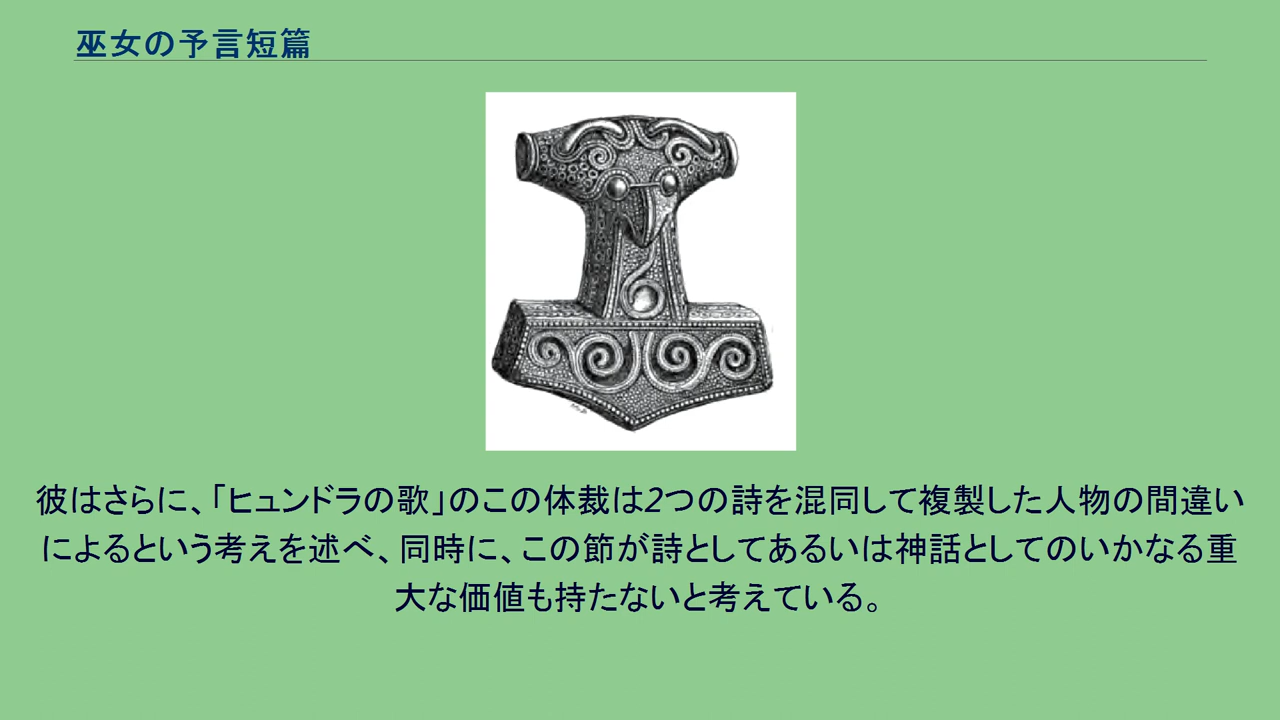 巫女の予言短篇
彼はさらに、「ヒュンドラの歌」のこの体裁は2つの詩を混同して複製した人物の間違い
によるという考えを述べ、同時に、この節が詩としてあるいは神話としてのいかなる重
大な価値も持たないと考えている。